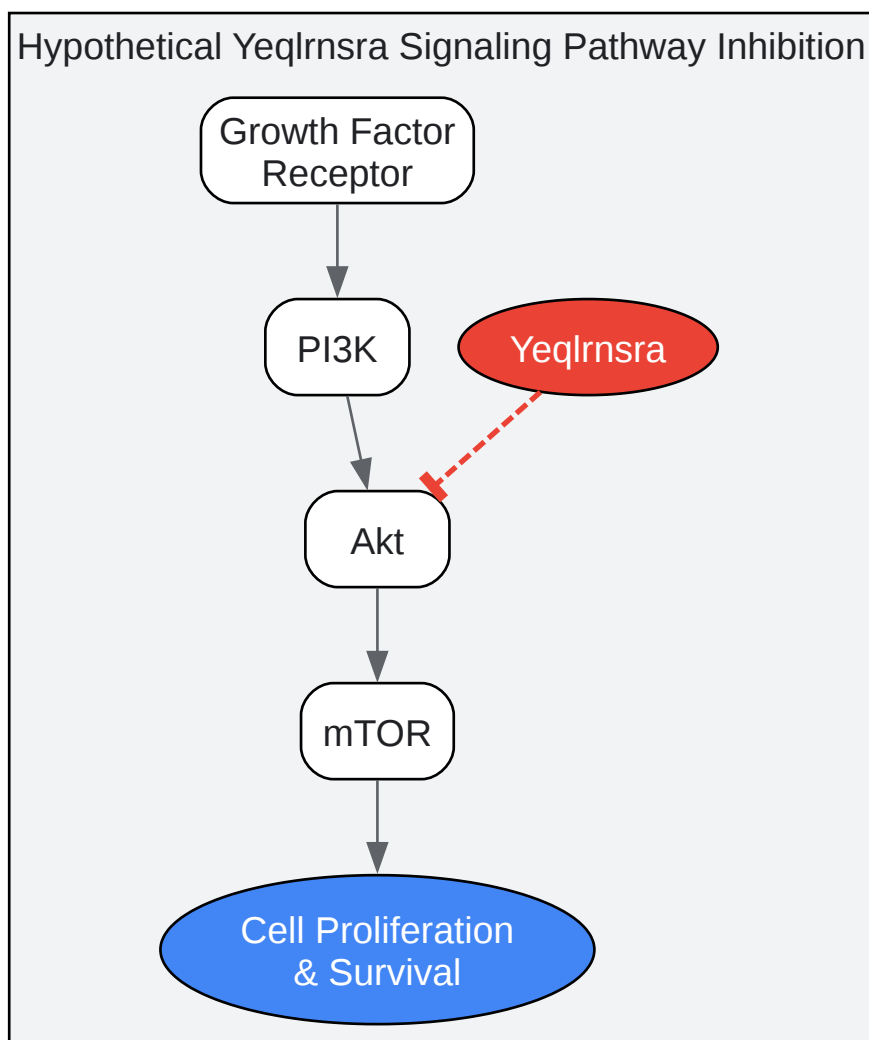 Hypothetical Yeqlrnsra Signaling Pathway Inhibition
Growth Factor
Receptor
PI3K
Yeqlrnsra
Akt
mTOR
Cell Proliferation
& Survival